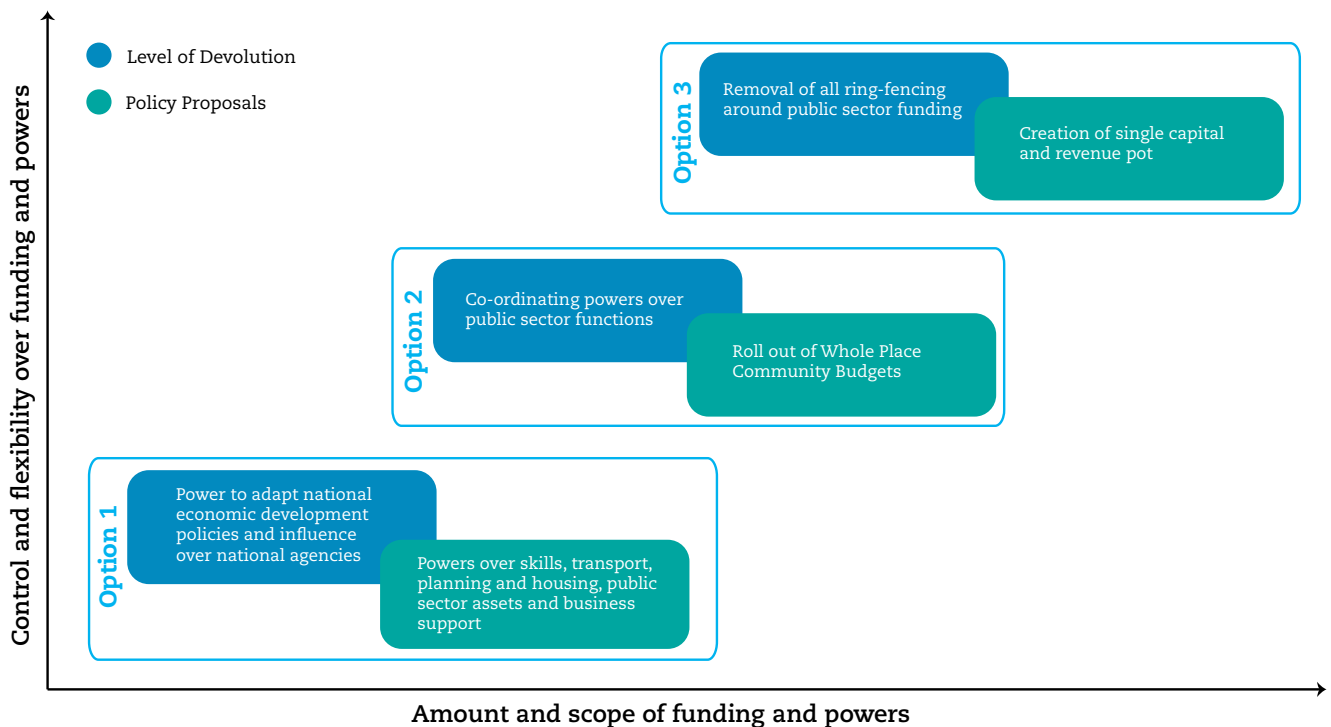 Level of Devolution
Policy Proposals
Control and flexibility over funding and powers
Option 3
Removal of all ring-fencing
around public sector funding
Creation of single capital
and revenue pot
Option 2
Co-ordinating powers over
public sector functions
Roll out of Whole Place
Community Budgets
Option 1
Power to adapt national
economic development
policies and influence
over national agencies
Powers over skills, transport,
planning and housing, public
sector assets and business
support
Amount and scope of funding and powers